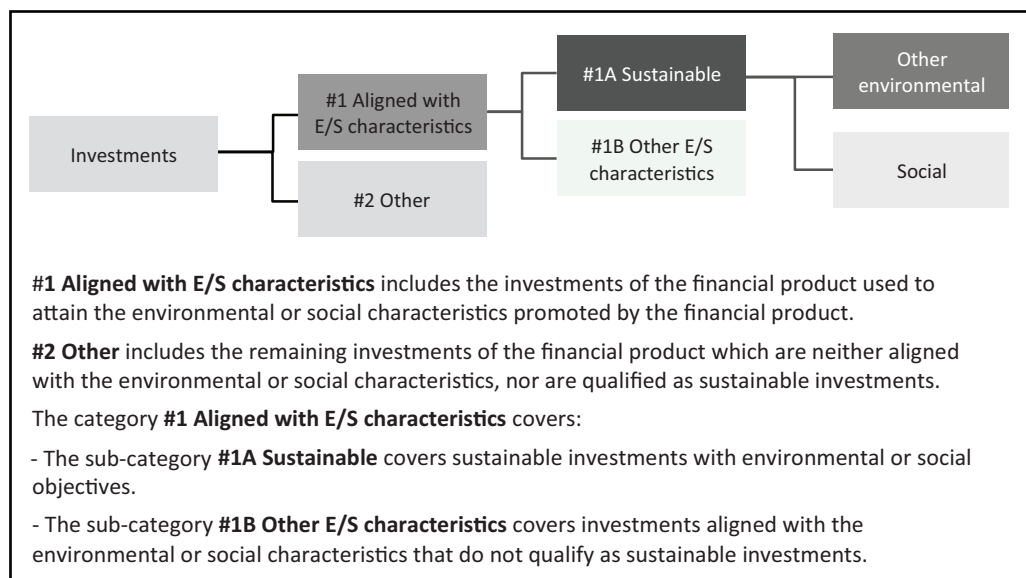 Investments
#1 Aligned with
E/S characteristics
#2 Other
#1A Sustainable
#1B Other E/S
characteristics
Other
environmental
Social
#1 Aligned with E/S characteristics includes the investments of the financial product used to
attain the environmental or social characteristics promoted by the financial product.
#2 Other includes the remaining investments of the financial product which are neither aligned
with the environmental or social characteristics, nor are qualified as sustainable investments.
The category #1 Aligned with E/S characteristics covers:
- The sub-category #1A Sustainable covers sustainable investments with environmental or social
objectives.
- The sub-category #1B Other E/S characteristics covers investments aligned with the
environmental or social characteristics that do not qualify as sustainable investments.